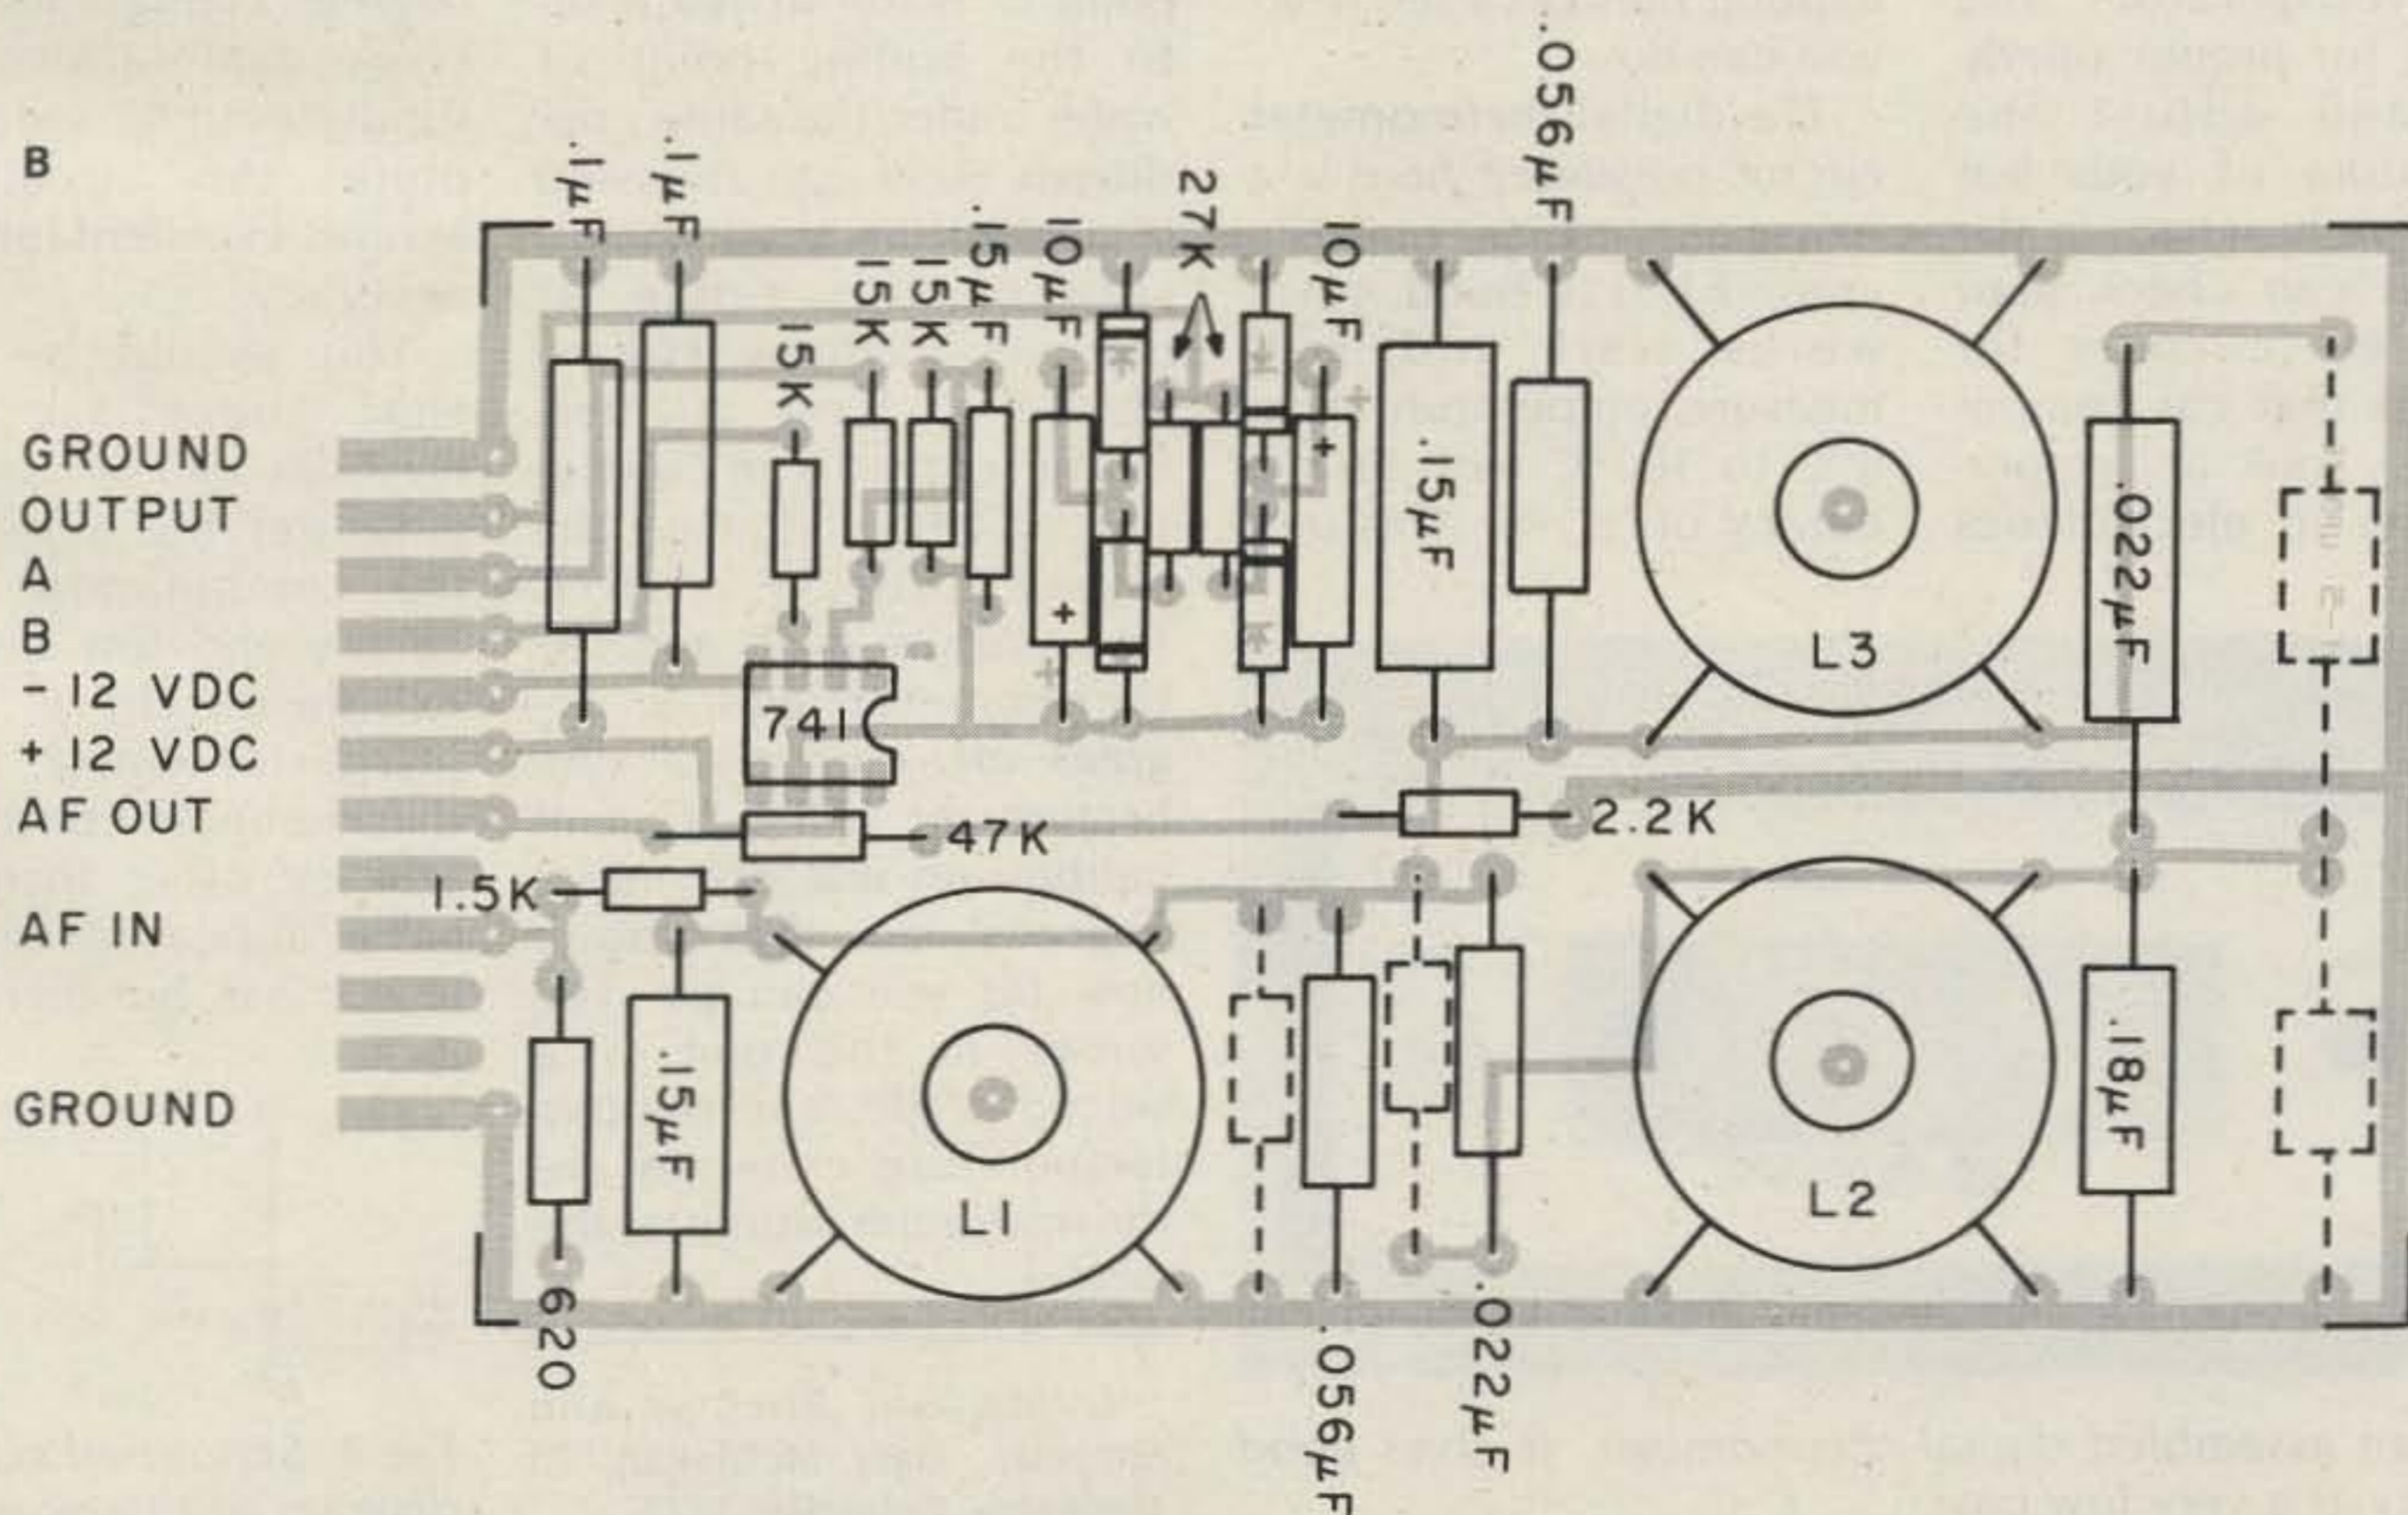 B
.1µF
.1µF
15K
15K
15K
.15µF
10µF
27K
10µF
.056µF
GROUND
OUTPUT
A
B
- 12 VDC
+ 12 VDC
AF OUT
AF IN
GROUND
741
+
+
.15µF
L3
.022µF
47K
2.2K
1.5K
.15µF
L1
L2
.18µF
620
.056µF
.022µF